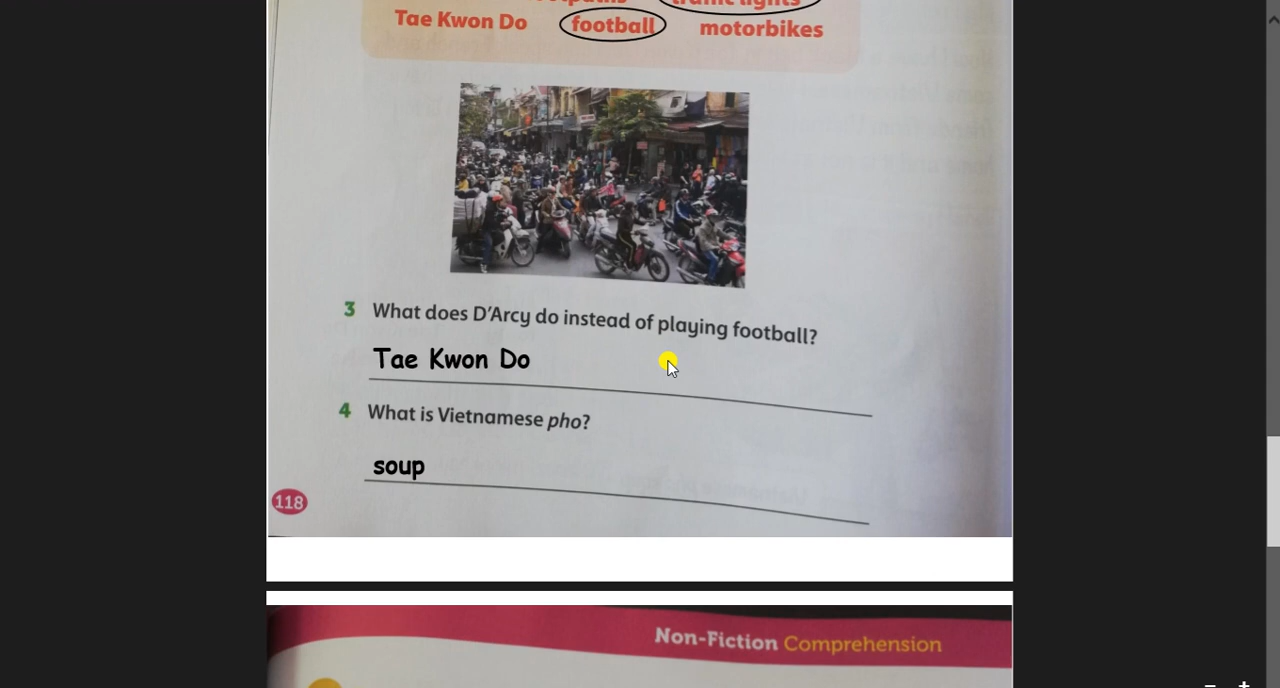 Tae Kwon Do football motorbikes
3 What does D'Arcy do instead of playing football?
Tae Kwon Do
4 What is Vietnamese pho?
soup
118
Non-Fiction Comprehension